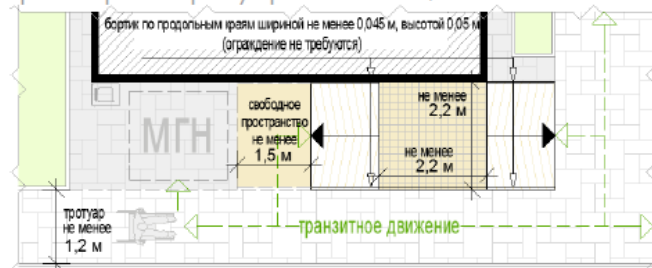 бортик по продольным краям шириной не менее 0,045 м, высотой 0,05 м
(ограждение не требуются)
свободное
пространство
не менее
1,5 м
МГН
не менее
2,2 м
не менее
2,2 м
тротуар
не менее
1,2 м
транзитное движение